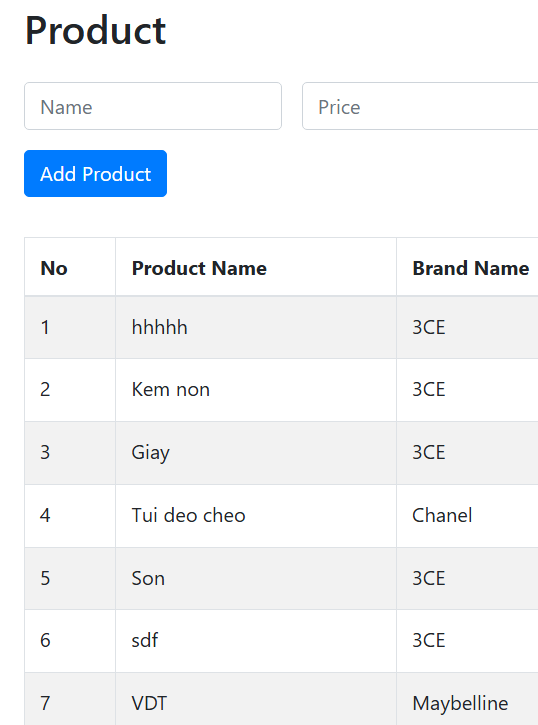 Product
Name Price
Add Product
No Product Name Brand Name
1 hhhhh 3CE
2 Kem non 3CE
3 Giay 3CE
4 Tui deo cheo Chanel
5 Son 3CE
6 sdf 3CE
7 VDT Maybelline